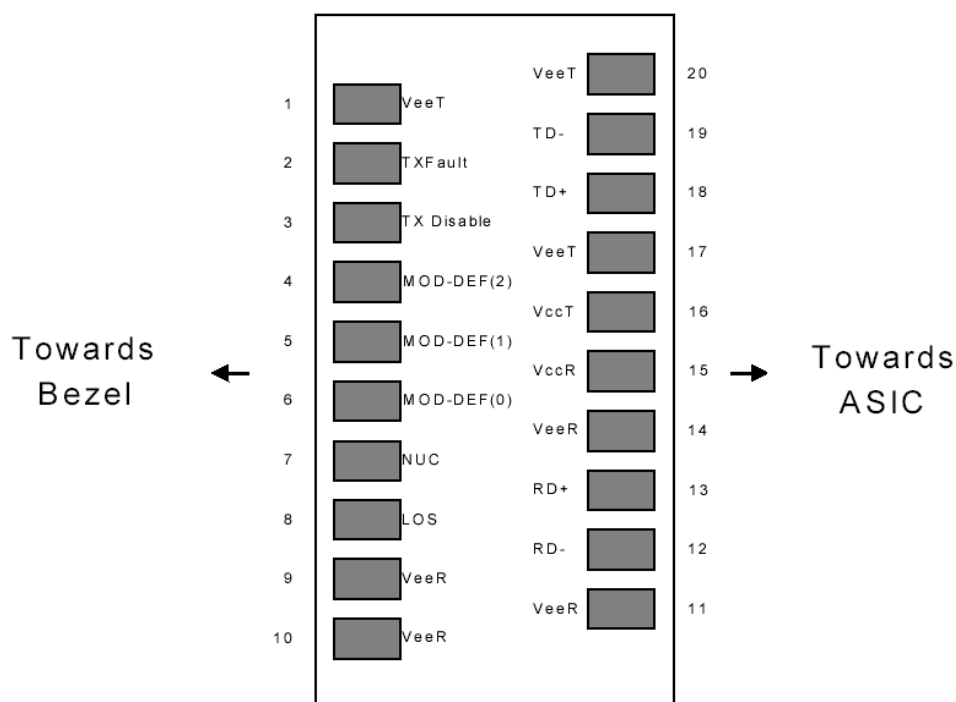 VeeT 20
1 VeeT
TD- 19
2 TXFault
TD+ 18
3 TX Disable
VeeT 17
4 MOD-DEF(2)
VccT 16
5 MOD-DEF(1)
Towards
Bezel
VccR 15
Towards
ASIC
6 MOD-DEF(0)
VeeR 14
7 NUC
RD+ 13
8 LOS
RD- 12
9 VeeR
VeeR 11
10 VeeR